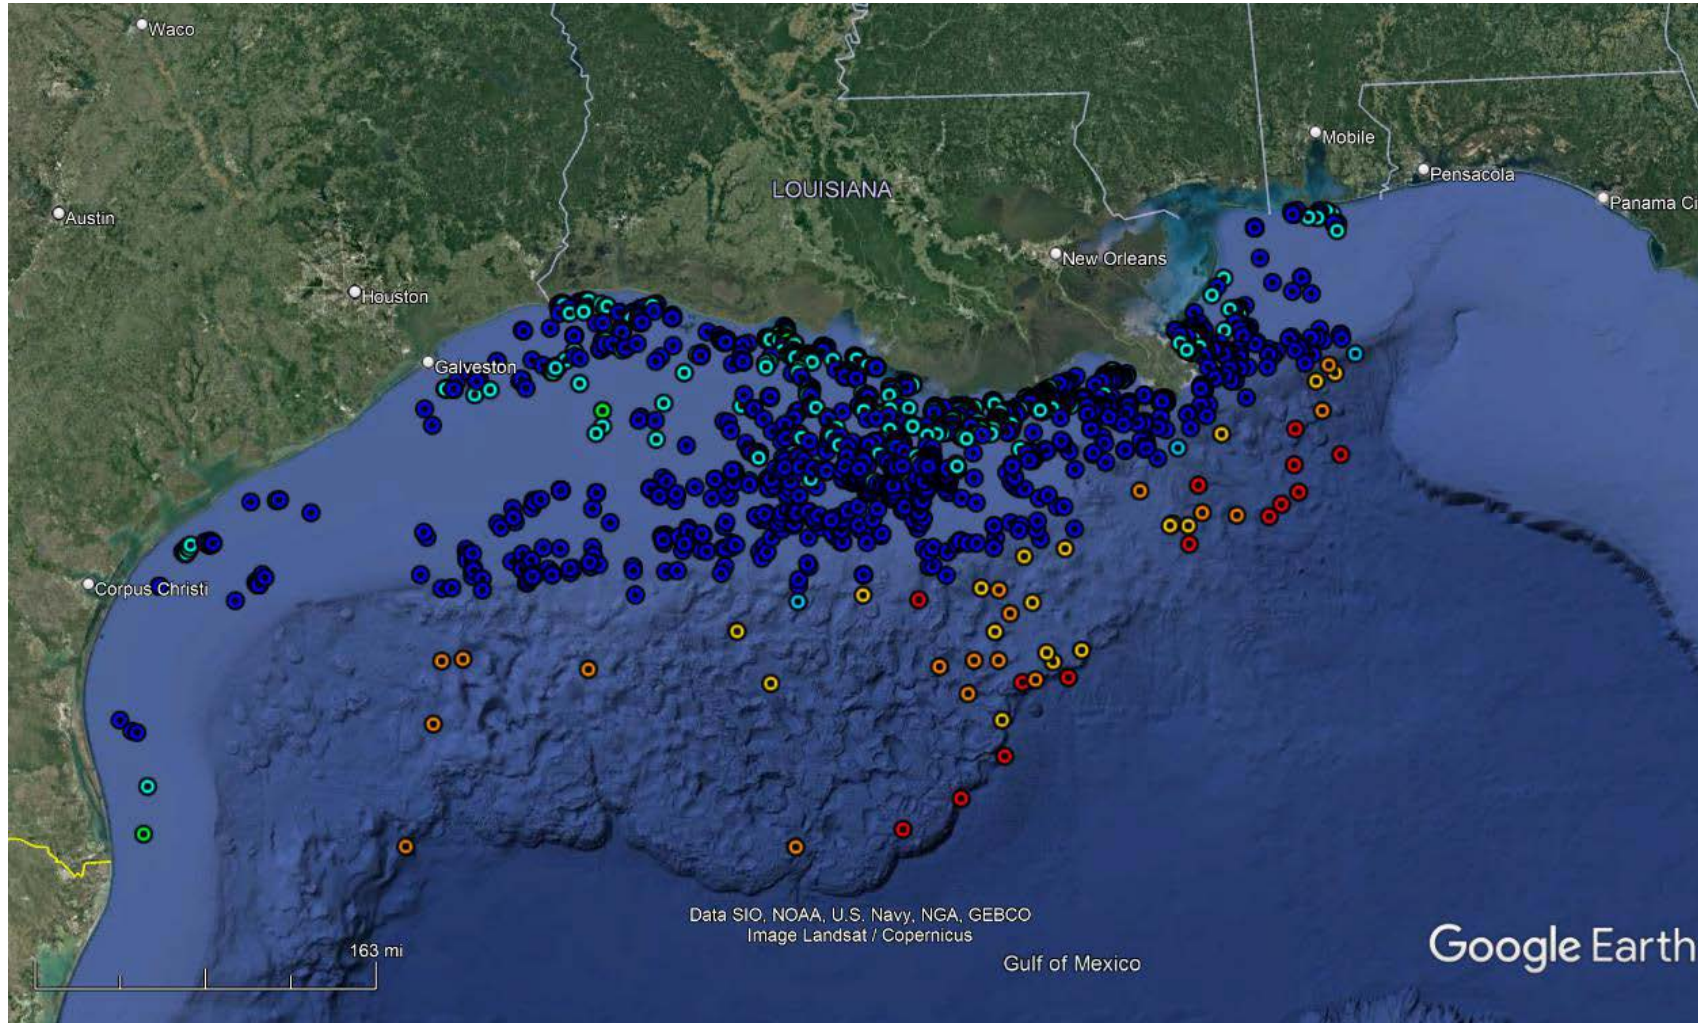 Waco
Mobile
Pensacola
LOUISIANA
Panama Ci
Austin
New Orleans
Houston
Galveston
Corpus Christi
Data SIO, NOAA, U.S. Navy, NGA, GEBCO
Image Landsat / Copernicus
163 mi
Gulf of Mexico
Google Earth